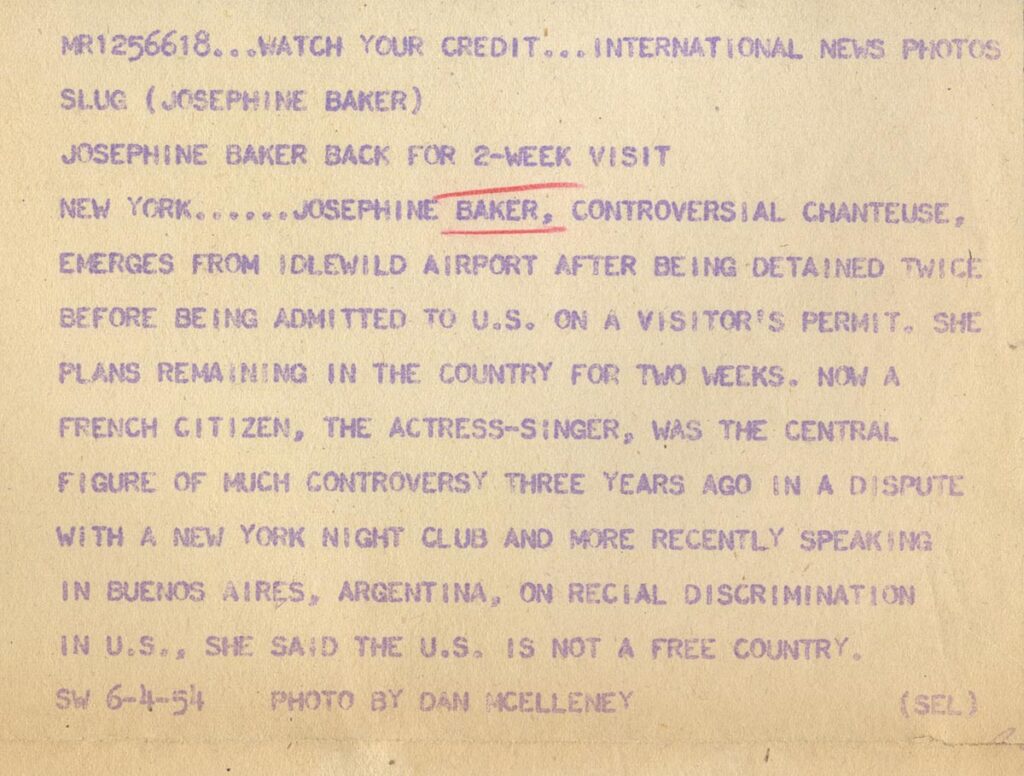 MR1256618...WATCH YOUR CREDIT...INTERNATIONAL NEWS PHOTOS
SLUG (JOSEPHINE BAKER)
JOSEPHINE BAKER BACK FOR 2-WEEK VISIT
NEW YORK......JOSEPHINE BAKER, CONTROVERSIAL CHANTEUSE,
EMERGES FROM IDLEWILD AIRPORT AFTER BEING DETAINED TWICE
BEFORE BEING ADMITTED TO U.S. ON A VISITOR'S PERMIT. SHE
PLANS REMAINING IN THE COUNTRY FOR TWO WEEKS. NOW A
FRENCH CITIZEN, THE ACTRESS-SINGER, WAS THE CENTRAL
FIGURE OF MUCH CONTROVERSY THREE YEARS AGO IN A DISPUTE
WITH A NEW YORK NIGHT CLUB AND MORE RECENTLY SPEAKING
IN BUENOS AIRES, ARGENTINA, ON RECIAL DISCRIMINATION
IN U.S., SHE SAID THE U.S. IS NOT A FREE COUNTRY.
SW 6-4-54 PHOTO BY DAN MCELLENEY (SEL)